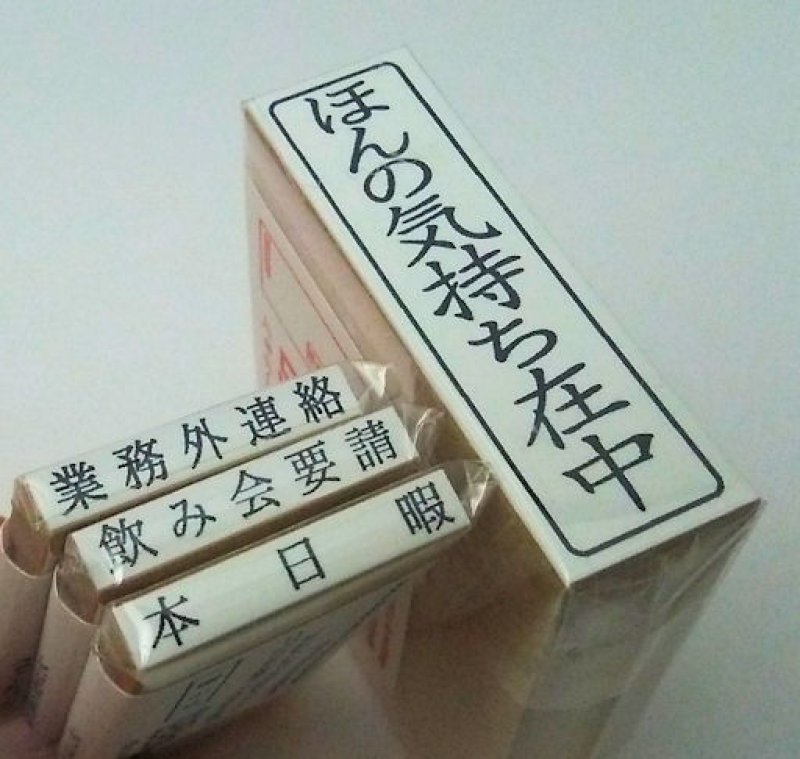 ほんの気持ち在中
業務外連絡
飲み会要請
本日暇